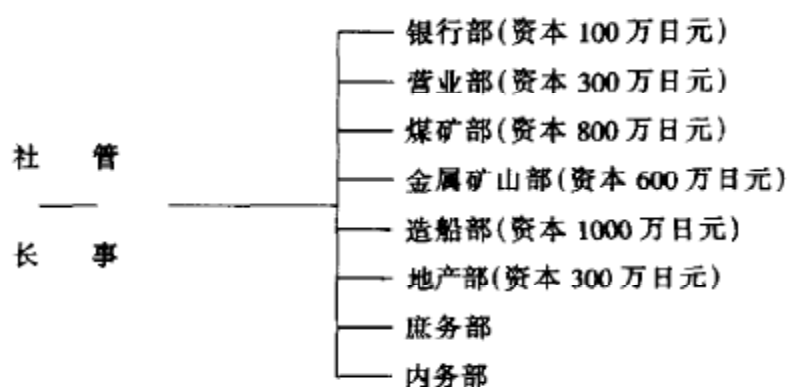 社长
管事
银行部(资本 100 万日元)
营业部(资本 300 万日元)
煤矿部(资本 800 万日元)
金属矿山部(资本 600 万日元)
造船部(资本 1000 万日元)
地产部(资本 300 万日元)
庶务部
内务部